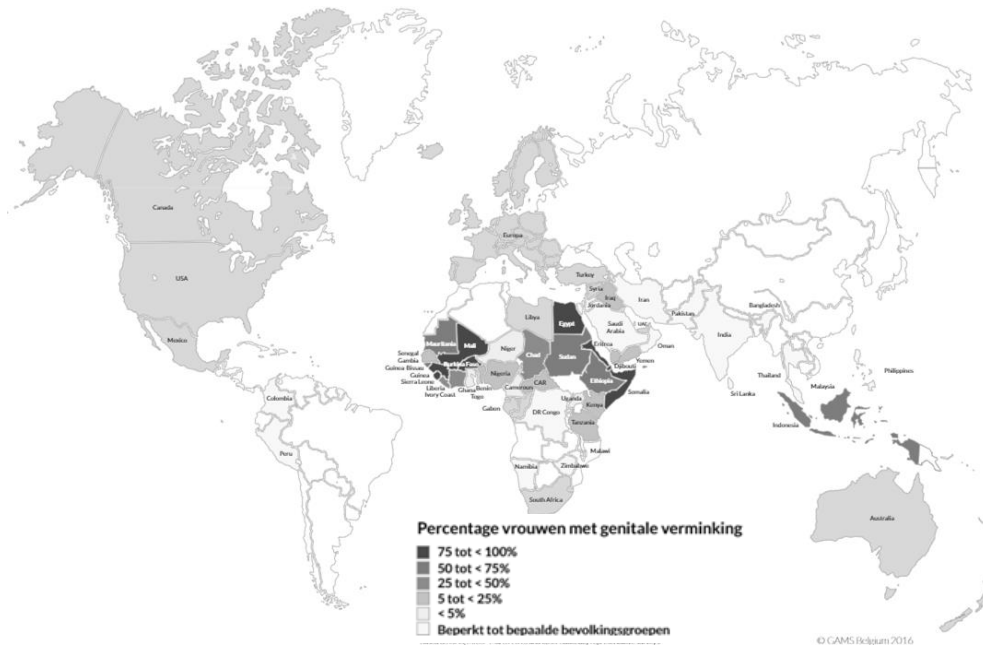 Canada
USA
Mexico
Colombia
Peru
Europa
Turkey
Syria
Iraq
Jordania
Iran
Pakistan
Bangladesh
India
Saudi
Arabia
UAE
Oman
Yemen
Libya
Egypt
Mauritania
Mali
Niger
Chad
Sudan
Eritrea
Djibouti
Ethiopia
Somalia
Senegal
Gambia
Guinea Bissau
Guinea
Sierra Leone
Liberia
Ivory Coast
Burkina Faso
Ghana
Togo
Benin
Nigeria
Cameroun
CAR
Gabon
DR Congo
Uganda
Kenya
Tanzania
Malawi
Zimbabwe
Namibia
South Africa
Sri Lanka
Thailand
Malaysia
Philippines
Indonesia
Australia
Percentage vrouwen met genitale verminking
75 tot < 100%
50 tot < 75%
25 tot < 50%
5 tot < 25%
< 5%
Beperkt tot bepaalde bevolkingsgroepen
© GAMS Belgium 2016